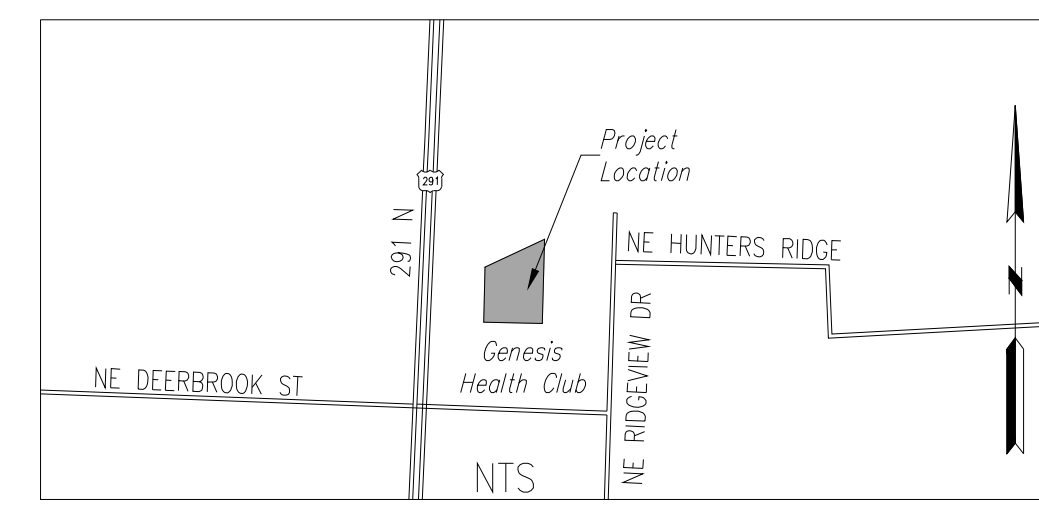 Project
Location
291
291 N
NE HUNTERS RIDGE
NE RIDGEVIEW DR
Genesis
Health Club
NE DEERBROOK ST
NTS
N